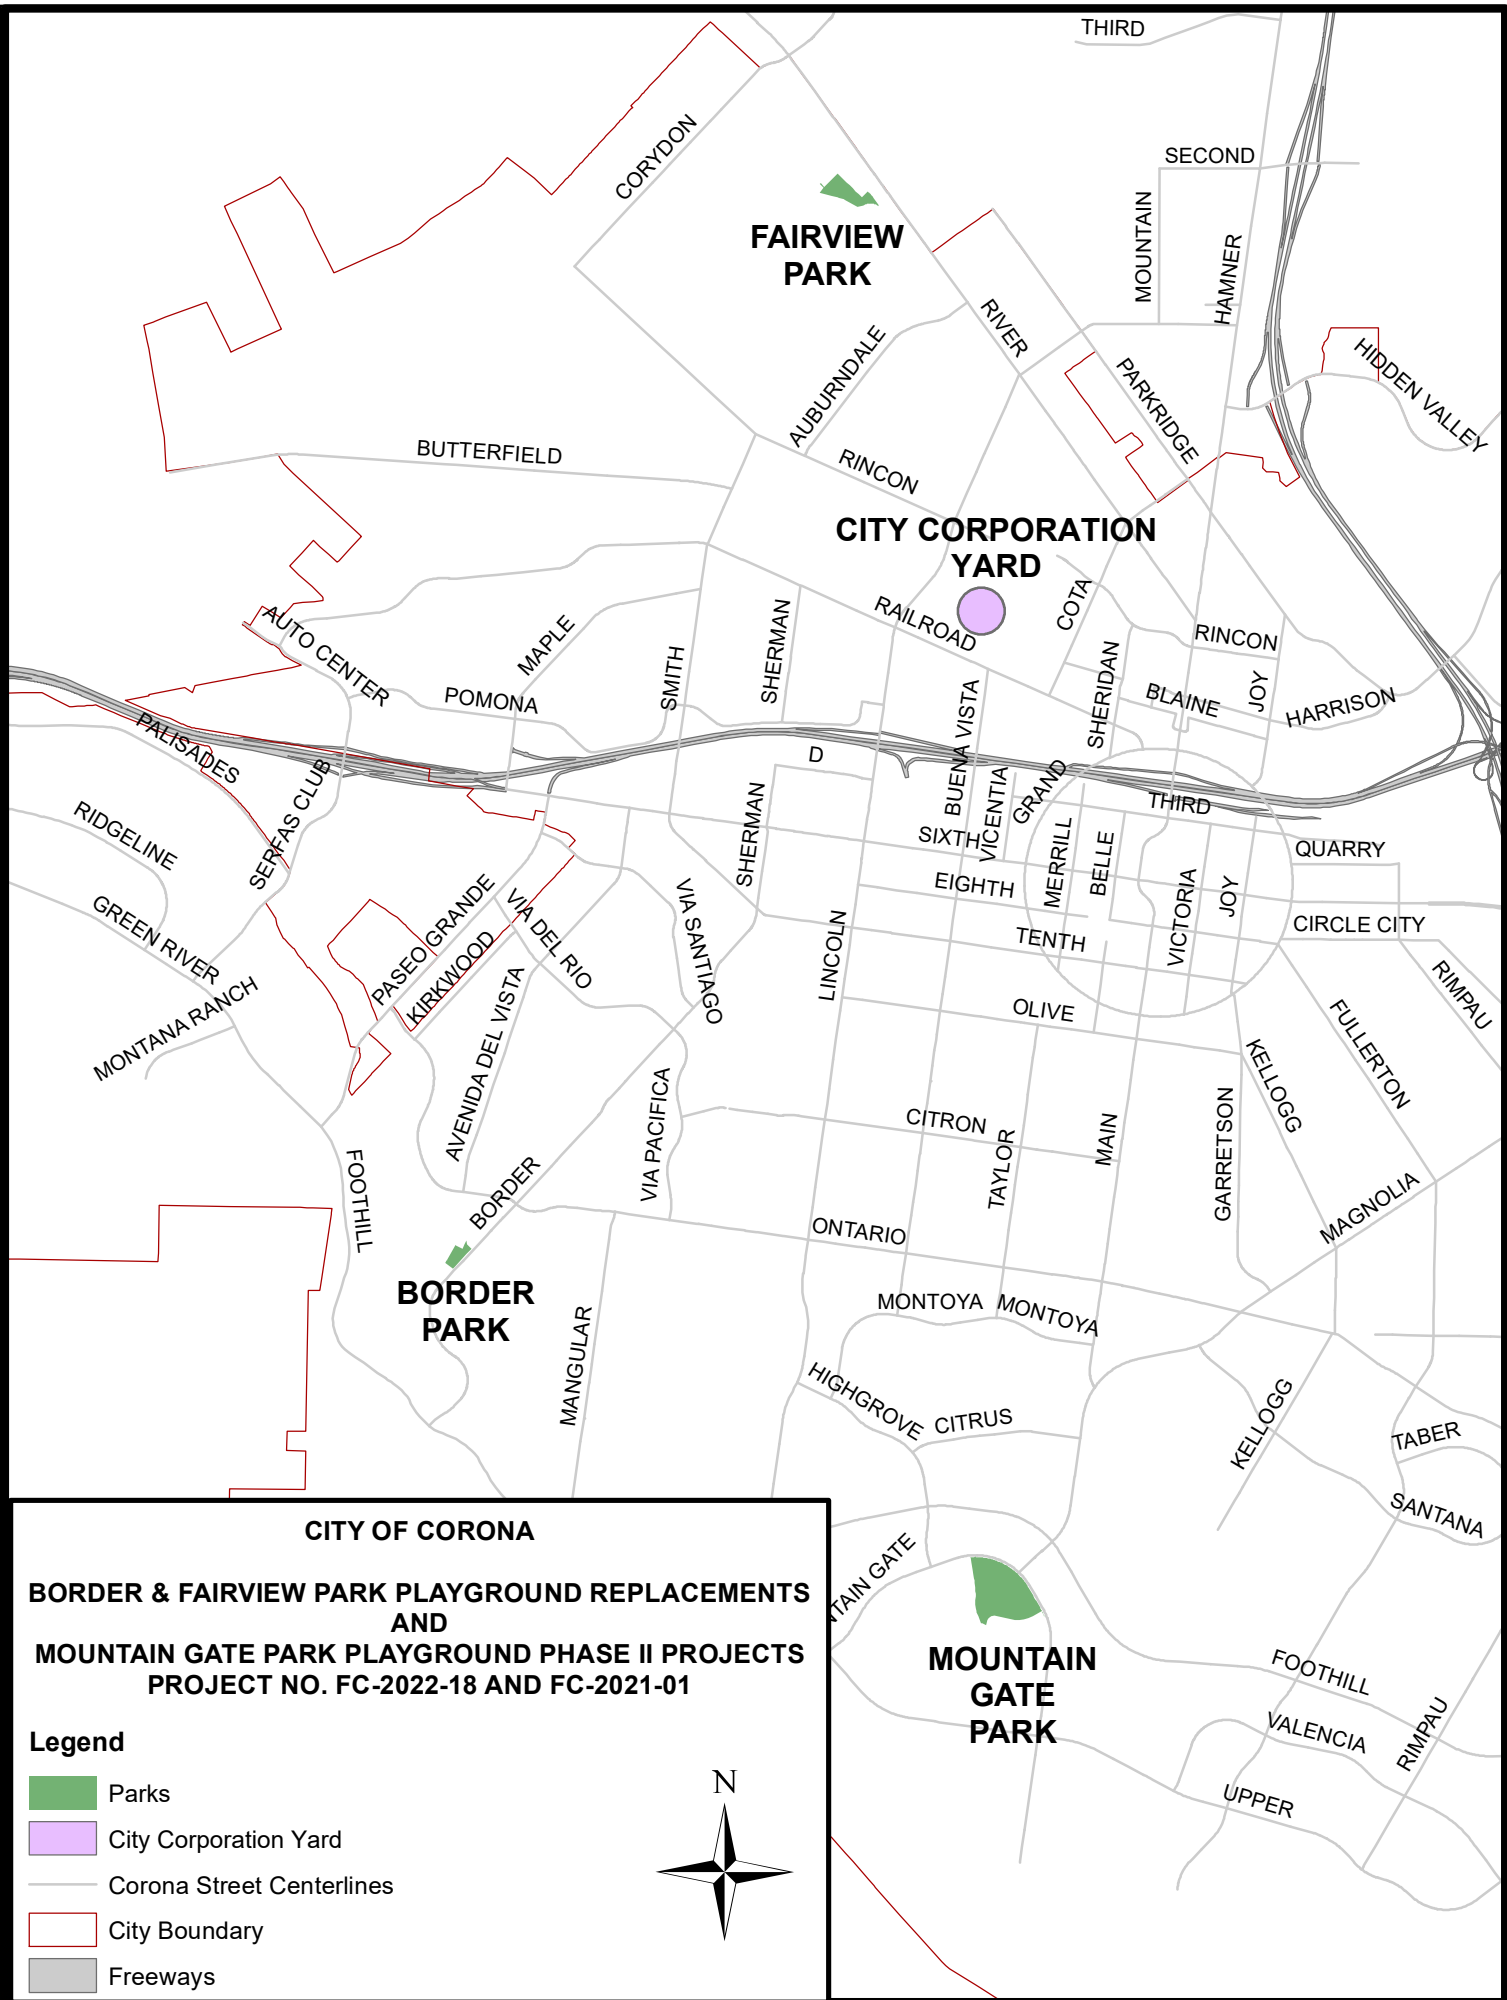 THIRD
CORYDON
SECOND
MOUNTAIN
HAMNER
FAIRVIEW
PARK
RIVER
AUBURNDALE
PARKRIDGE
HIDDEN VALLEY
BUTTERFIELD
RINCON
CITY CORPORATION
YARD
COTA
RAILROAD
AUTO CENTER
MAPLE
SHERMAN
SMITH
POMONA
SHERIDAN
RINCON
JOY
BLAINE
HARRISON
BUENA VISTA
PALISADES
D
SERFAS CLUB
GRAND
THIRD
VICENTIA
SIXTH
SHERMAN
MERRILL
BELLE
QUARRY
RIDGELINE
EIGHTH
VICTORIA
JOY
GREEN RIVER
PASEO GRANDE
VIA DEL RIO
VIA SANTIAGO
LINCOLN
TENTH
CIRCLE CITY
KIRKWOOD
RIMPAU
MONTANA RANCH
AVENIDA DEL VISTA
OLIVE
FULLERTON
KELLOGG
VIA PACIFICA
CITRON
MAIN
GARRETSON
TAYLOR
FOOTHILL
BORDER
MAGNOLIA
ONTARIO
BORDER
PARK
MONTOYA
MONTOYA
MANGULAR
HIGHGROVE
CITRUS
KELLOGG
TABER
SANTANA
NTAIN GATE
MOUNTAIN
GATE
PARK
FOOTHILL
VALENCIA
RIMPAU
UPPER
CITY OF CORONA
BORDER & FAIRVIEW PARK PLAYGROUND REPLACEMENTS
AND
MOUNTAIN GATE PARK PLAYGROUND PHASE II PROJECTS
PROJECT NO. FC-2022-18 AND FC-2021-01
Legend
Parks
City Corporation Yard
Corona Street Centerlines
City Boundary
Freeways
N